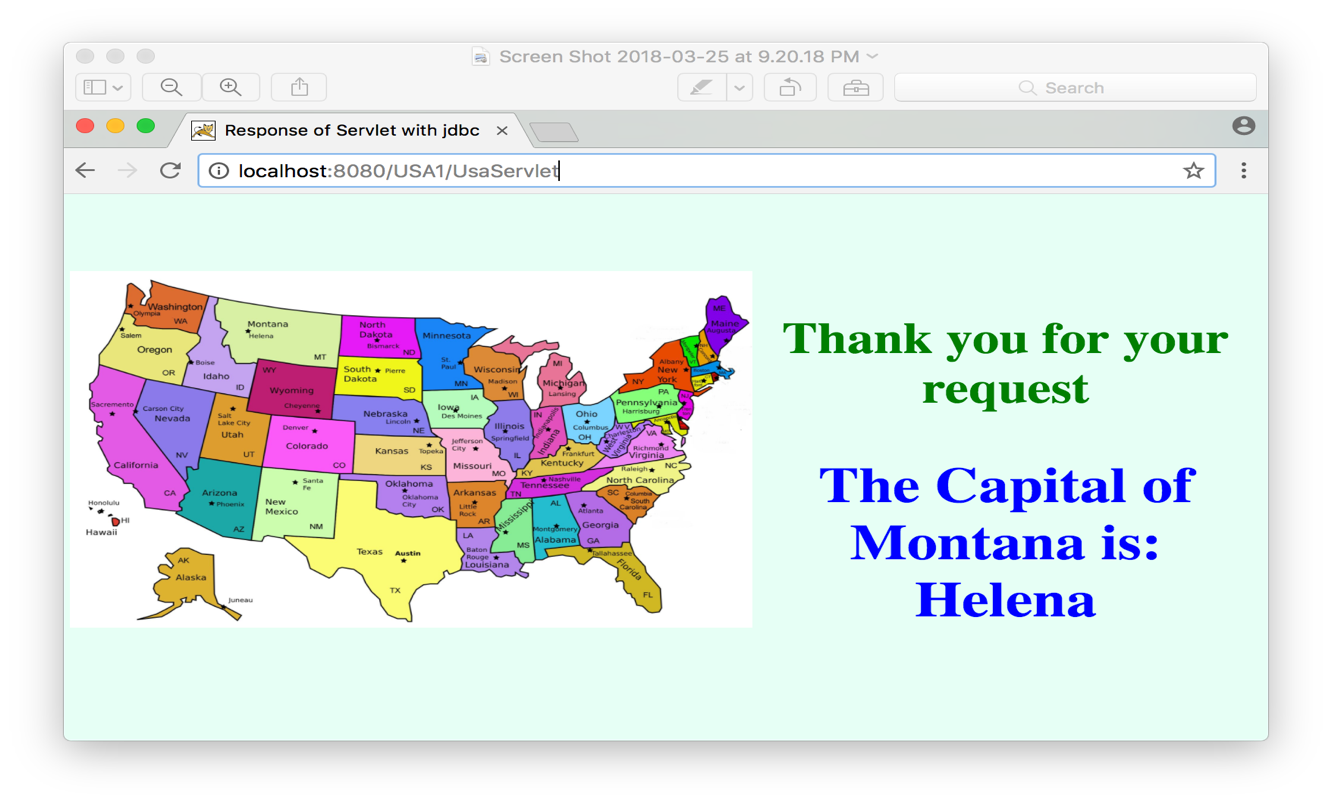 Screen Shot 2018-03-25 at 9.20.18 PM
Search
Response of Servlet with jdbc
localhost:8080/USA1/UsaServlet
Thank you for your
request
The Capital of
Montana is:
Helena
Washington
Olympia
WA
Salem
Oregon
OR
Boise
Idaho
ID
Montana
Helena
MT
North
Dakota
Bismarck
ND
Minnesota
St.
Paul
MN
South
Dakota
Pierre
SD
WY
Wyoming
Cheyenne
Sacramento
California
CA
Carson City
Nevada
NV
Salt
Lake City
Utah
UT
Denver
Colorado
CO
Nebraska
Lincoln
NE
Kansas
Topeka
KS
IA
Iowa
Des Moines
Wisconsin
Madison
WI
MI
Michigan
Lansing
Illinois
Springfield
IL
IN
Indianapolis
Indiana
Ohio
Columbus
OH
Jefferson
City
Missouri
MO
Frankfurt
Kentucky
KY
Nashville
Tennessee
TN
Arizona
Phoenix
AZ
Santa
Fe
New
Mexico
NM
Oklahoma
Oklahoma
City
OK
Texas
Austin
TX
Arkansas
Little
Rock
AR
LA
Baton
Rouge
Louisiana
Mississippi
MS
AL
Montgomery
Alabama
Atlanta
Georgia
GA
Tallahassee
Florida
FL
SC
Columbia
South
Carolina
Raleigh
NC
North Carolina
VA
Richmond
Virginia
WV
Charleston
West
Virginia
PA
Pennsylvania
Harrisburg
Albany
New
York
NY
ME
Maine
Augusta
Honolulu
HI
Hawaii
AK
Alaska
Juneau